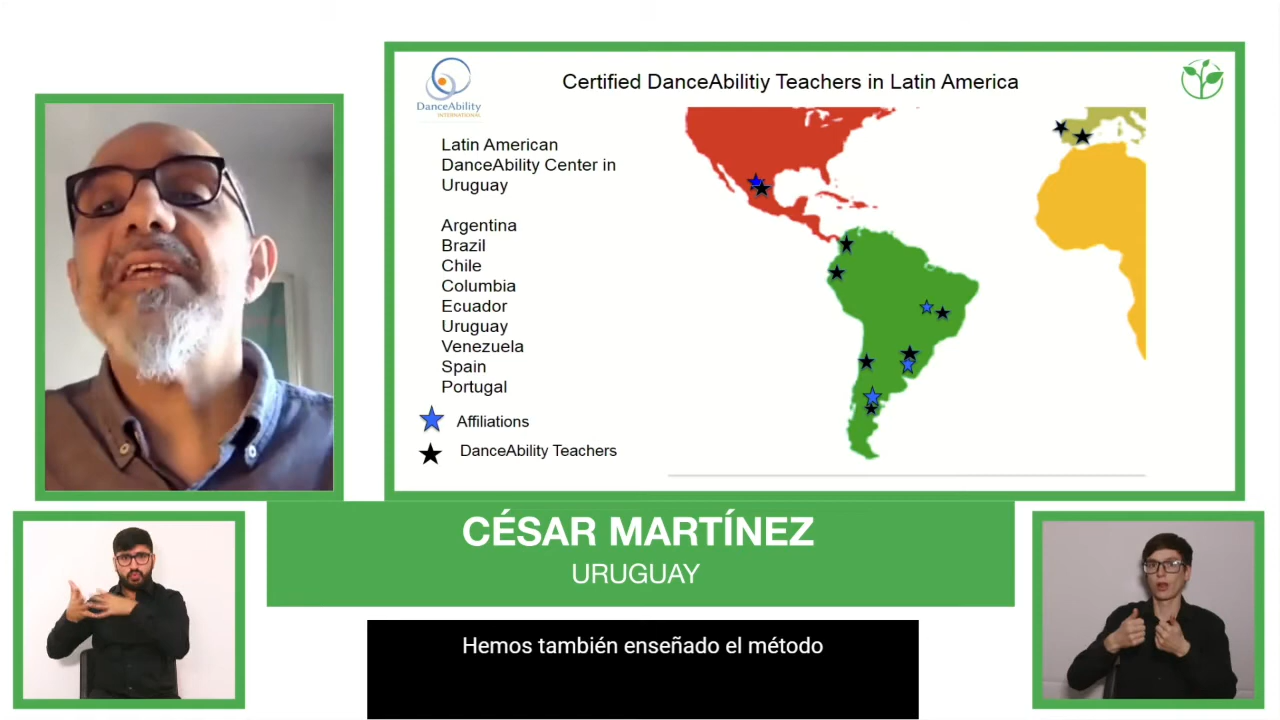 DanceAbility
INTERNATIONAL
Certified DanceAbilitiy Teachers in Latin America
Latin American
DanceAbility Center in
Uruguay
Argentina
Brazil
Chile
Columbia
Ecuador
Uruguay
Venezuela
Spain
Portugal
Affiliations
DanceAbility Teachers
CÉSAR MARTÍNEZ
URUGUAY
Hemos también enseñado el método